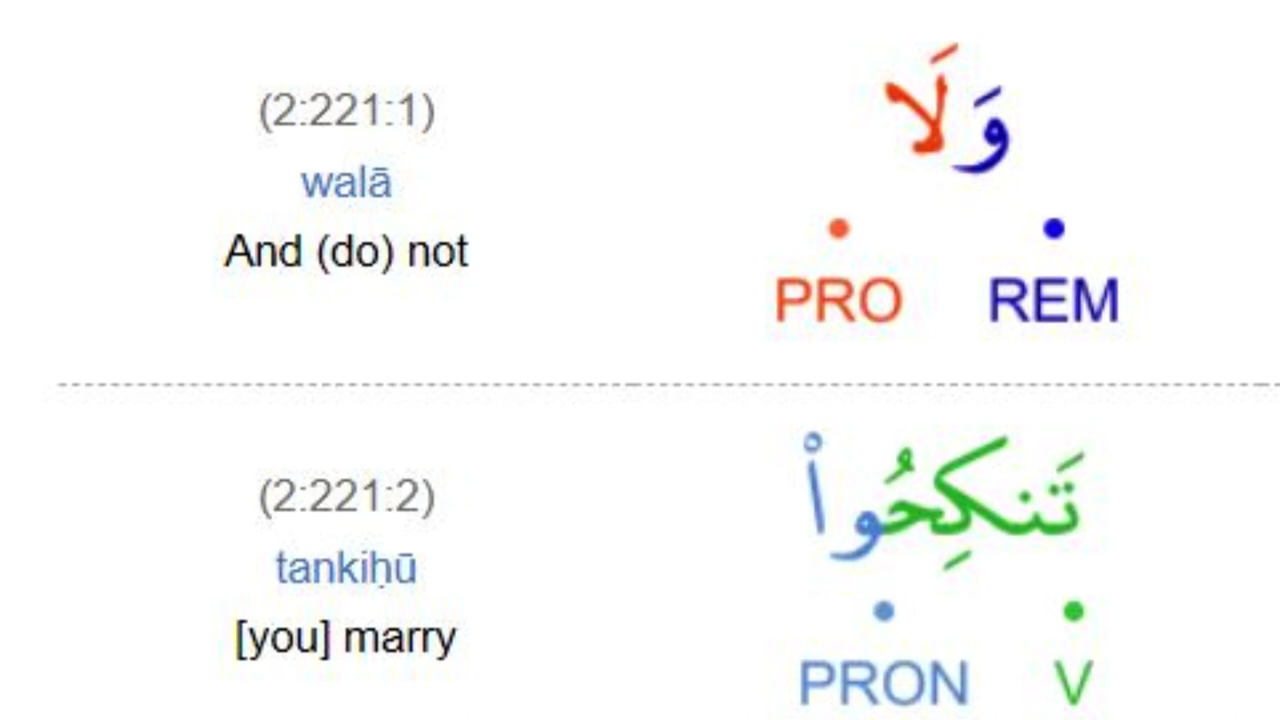 (2:221:1)
walā
And (do) not
وَلَا
PRO REM
(2:221:2)
tankiḥū
[you] marry
تَنكِحُوا۟
PRON V